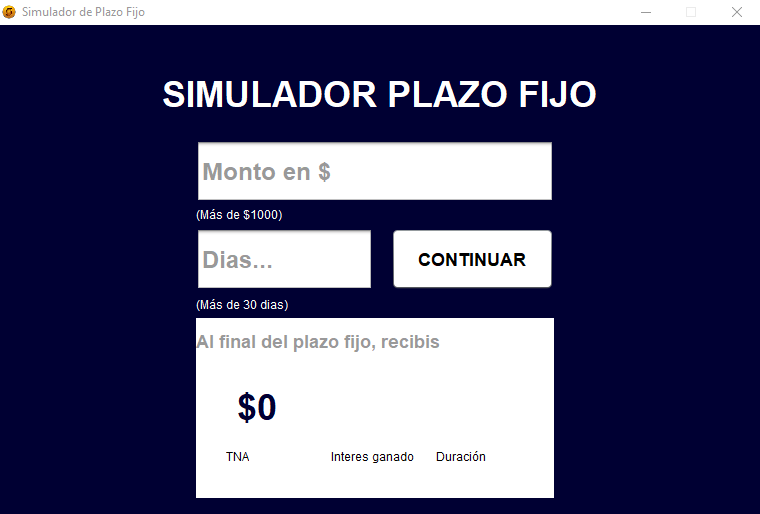 Simulador de Plazo Fijo
SIMULADOR PLAZO FIJO
Monto en $
(Más de $1000)
Dias...
CONTINUAR
(Más de 30 dias)
Al final del plazo fijo, recibis
$0
TNA Interes ganado Duración